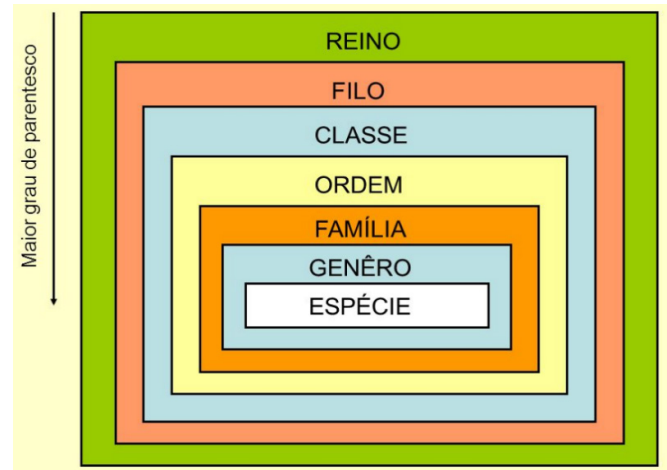 Maior grau de parentesco
REINO
FILO
CLASSE
ORDEM
FAMÍLIA
GENÊRO
ESPÉCIE